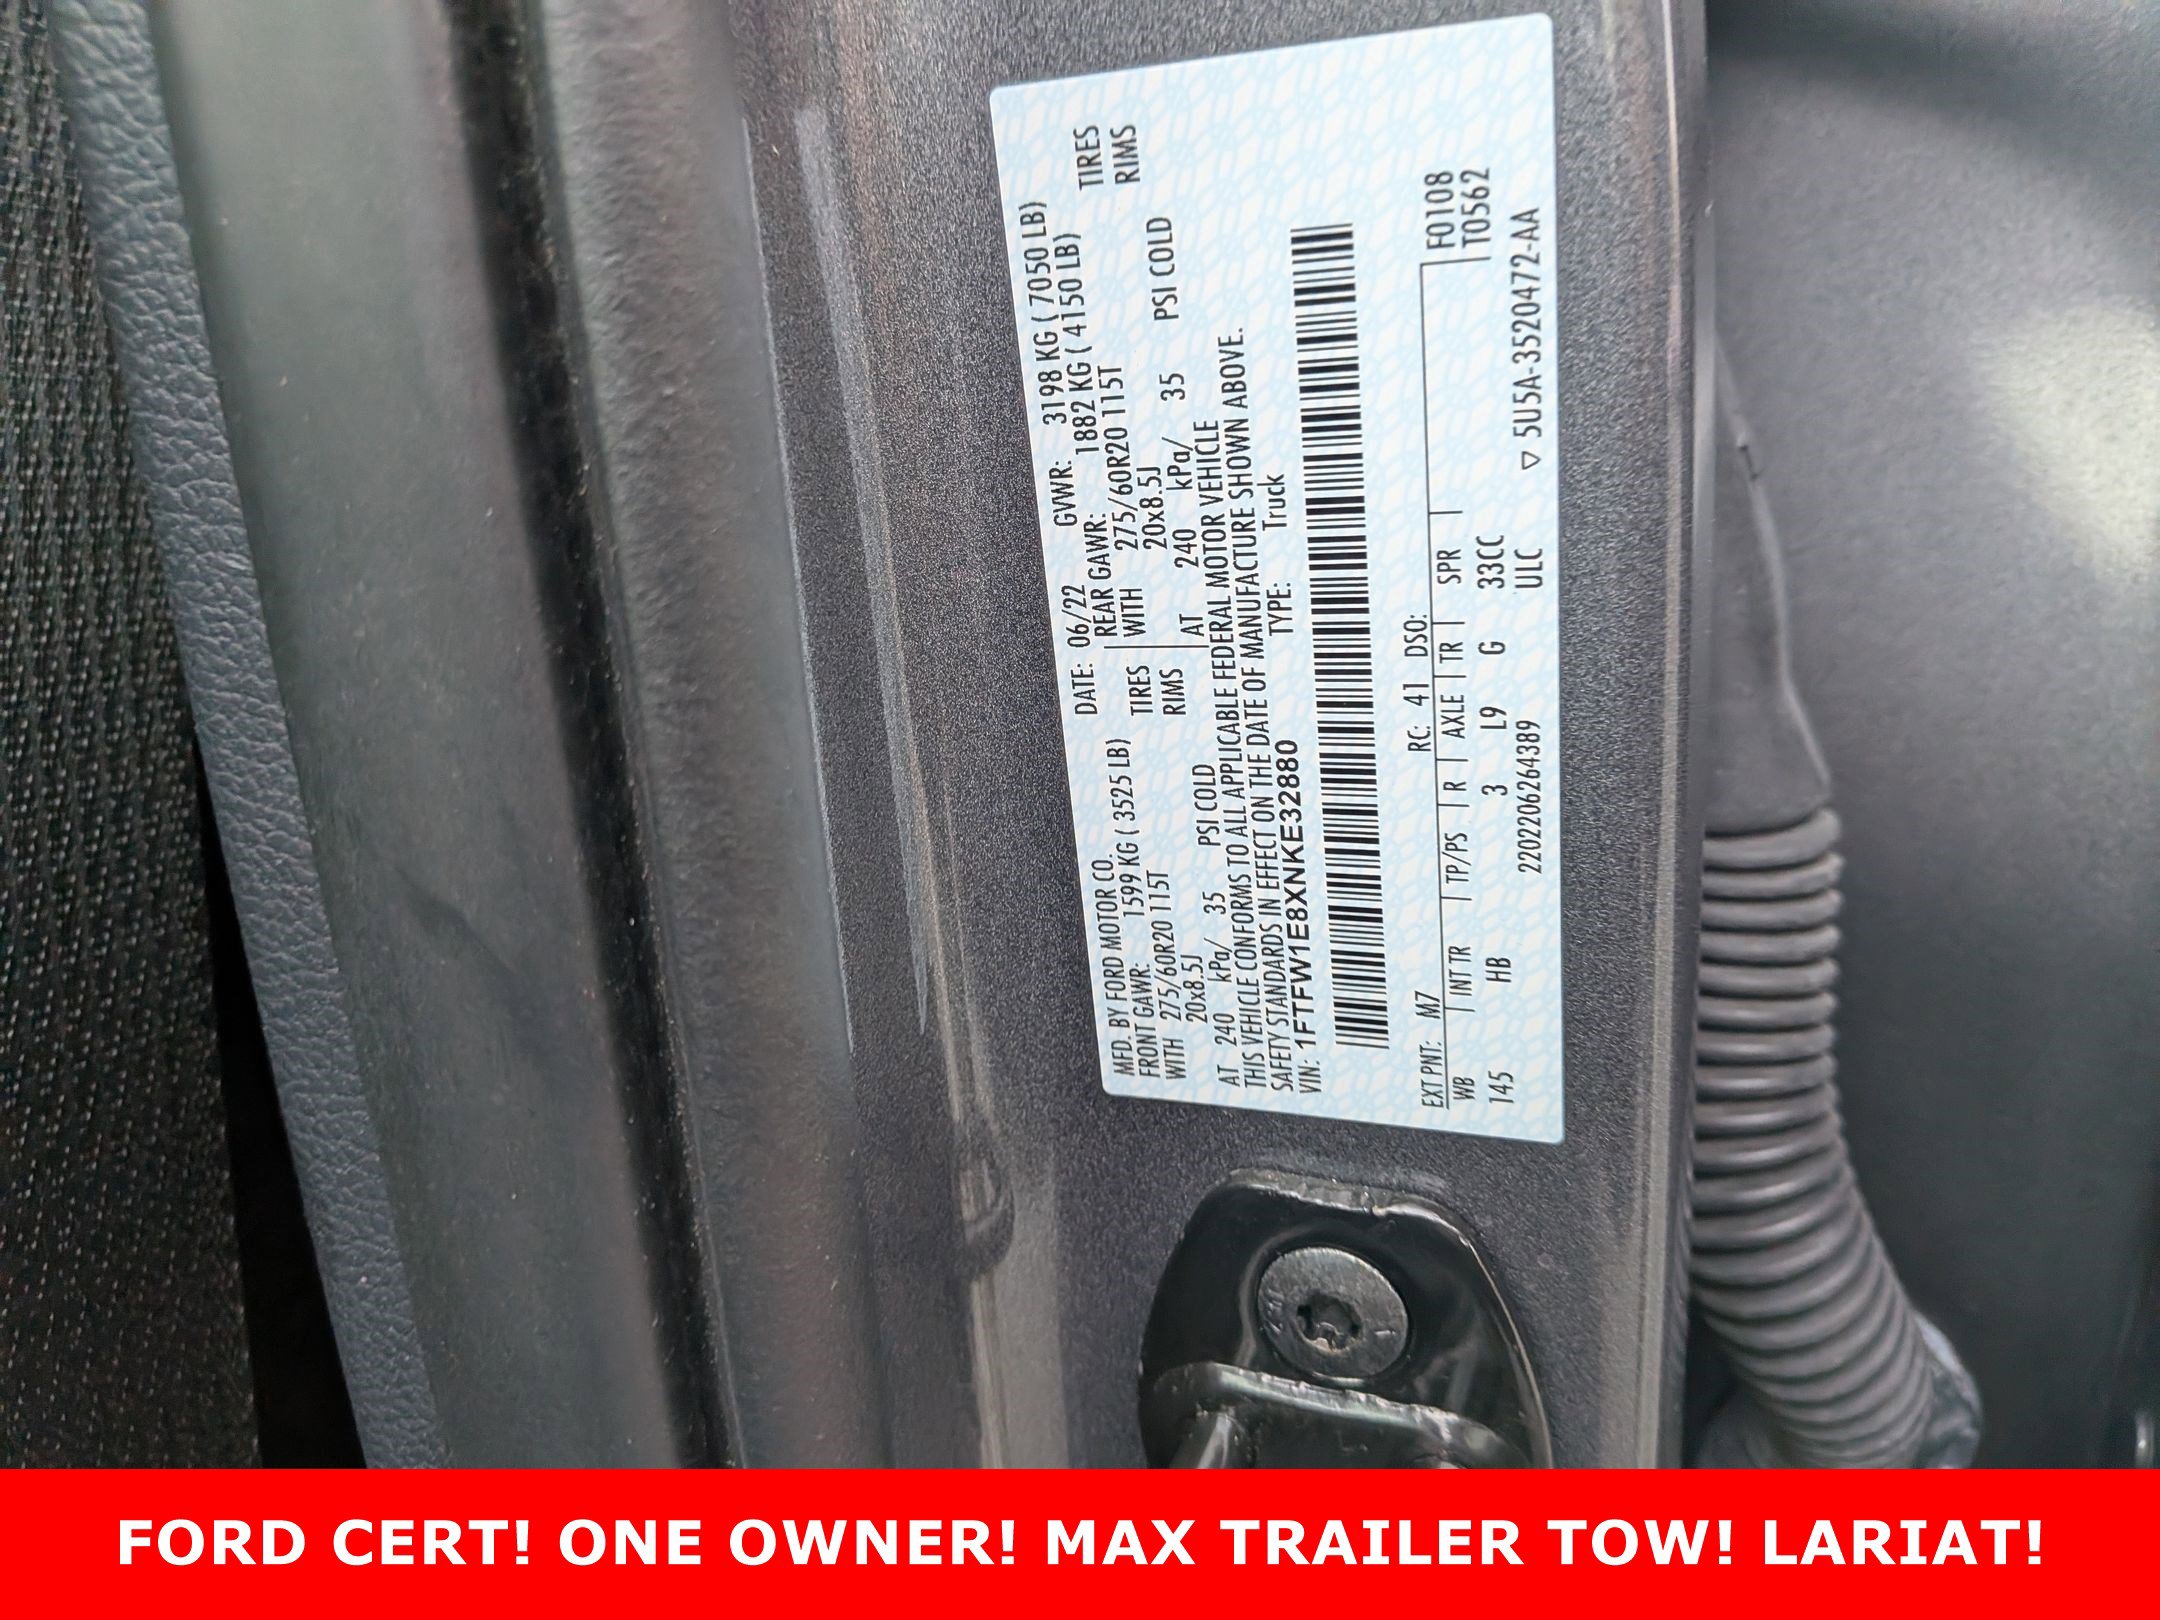 MFD. BY FORD MOTOR CO.
DATE: 06/22 GVWR: 3198 KG ( 7050 LB)
FRONT GAWR: 1599 KG ( 3525 LB) REAR GAWR: 1882 KG ( 4150 LB)
WITH 275/60R20 115T TIRES WITH 275/60R20 115T TIRES
20x8.5J RIMS 20x8.5J RIMS
AT 240 kPa/ 35 PSI COLD AT 240 kPa/ 35 PSI COLD
THIS VEHICLE CONFORMS TO ALL APPLICABLE FEDERAL MOTOR VEHICLE
SAFETY STANDARDS IN EFFECT ON THE DATE OF MANUFACTURE SHOWN ABOVE.
VIN: 1FTFW1E8XNKE32880 TYPE: Truck
EXT PNT: M7 RC: 41 DSO: F0108
WB INT TR TP/PS R AXLE TR SPR T0562
145 HB 3 L9 G 33CC
2202206264389 ULC ▽ 5U5A-3520472-AA
FORD CERT! ONE OWNER! MAX TRAILER TOW! LARIAT!